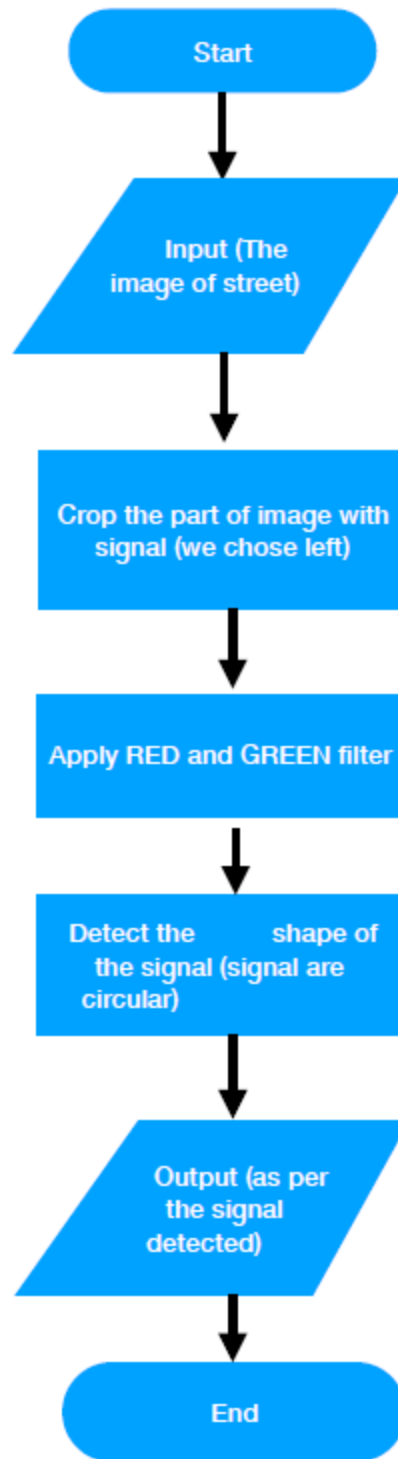 Start
Input (The
image of street)
Crop the part of image with
signal (we chose left)
Apply RED and GREEN filter
Detect the shape of
the signal (signal are
circular)
Output (as per
the signal
detected)
End